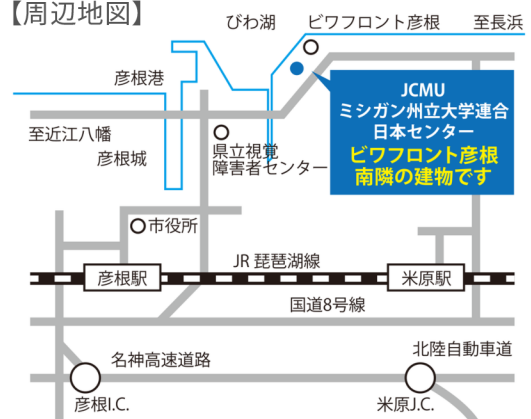 【周辺地図】
びわ湖
ビワフロント彦根
至長浜
彦根港
JCMU
ミシガン州立大学連合
日本センター
ビワフロント彦根
南隣の建物です
至近江八幡
彦根城
県立視覚
障害者センター
市役所
JR 琵琶湖線
彦根駅
米原駅
国道8号線
名神高速道路
北陸自動車道
彦根I.C.
米原J.C.